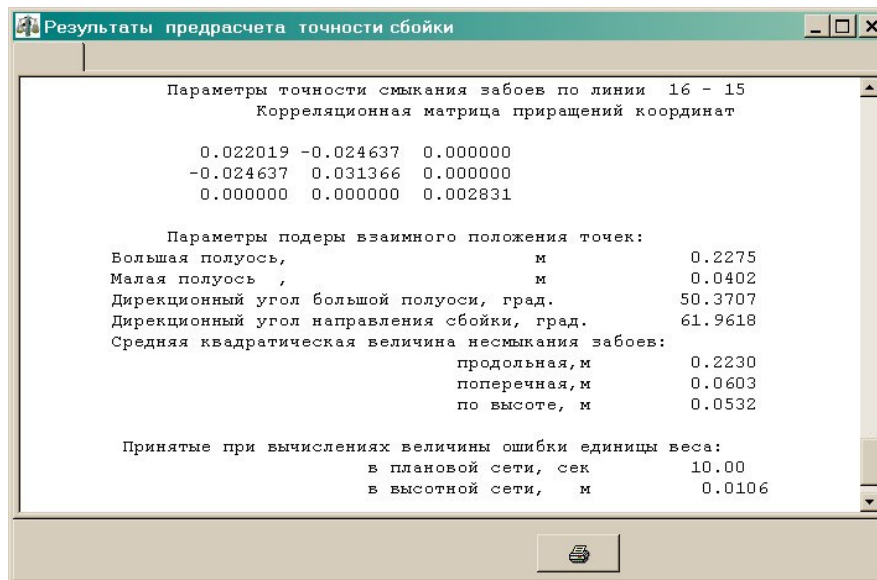 Результаты предрасчета точности сбойки
Параметры точности смыкания забоев по линии 16 - 15
Корреляционная матрица приращений координат
0.022019 -0.024637 0.000000
-0.024637 0.031366 0.000000
0.000000 0.000000 0.002831
Параметры подеры взаимного положения точек:
Большая полуось, м 0.2275
Малая полуось , м 0.0402
Дирекционный угол большой полуоси, град. 50.3707
Дирекционный угол направления сбойки, град. 61.9618
Средняя квадратическая величина несмыкания забоев:
продольная,м 0.2230
поперечная,м 0.0603
по высоте, м 0.0532
Принятые при вычислениях величины ошибки единицы веса:
в плановой сети, сек 10.00
в высотной сети, м 0.0106